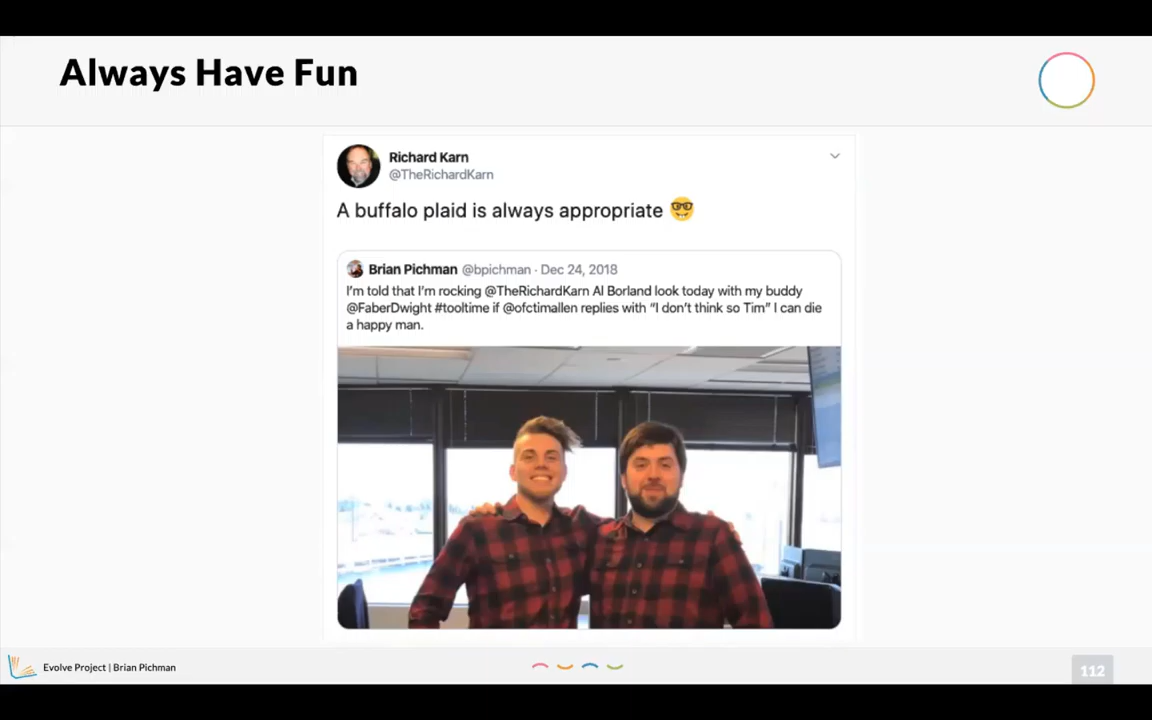 Always Have Fun
Richard Karn
@TheRichardKarn
A buffalo plaid is always appropriate 🤓
Brian Pichman @bpichman · Dec 24, 2018
I'm told that I'm rocking @TheRichardKarn Al Borland look today with my buddy
@FaberDwight #tooltime if @ofctimallen replies with “I don't think so Tim” I can die
a happy man.
Evolve Project | Brian Pichman
112